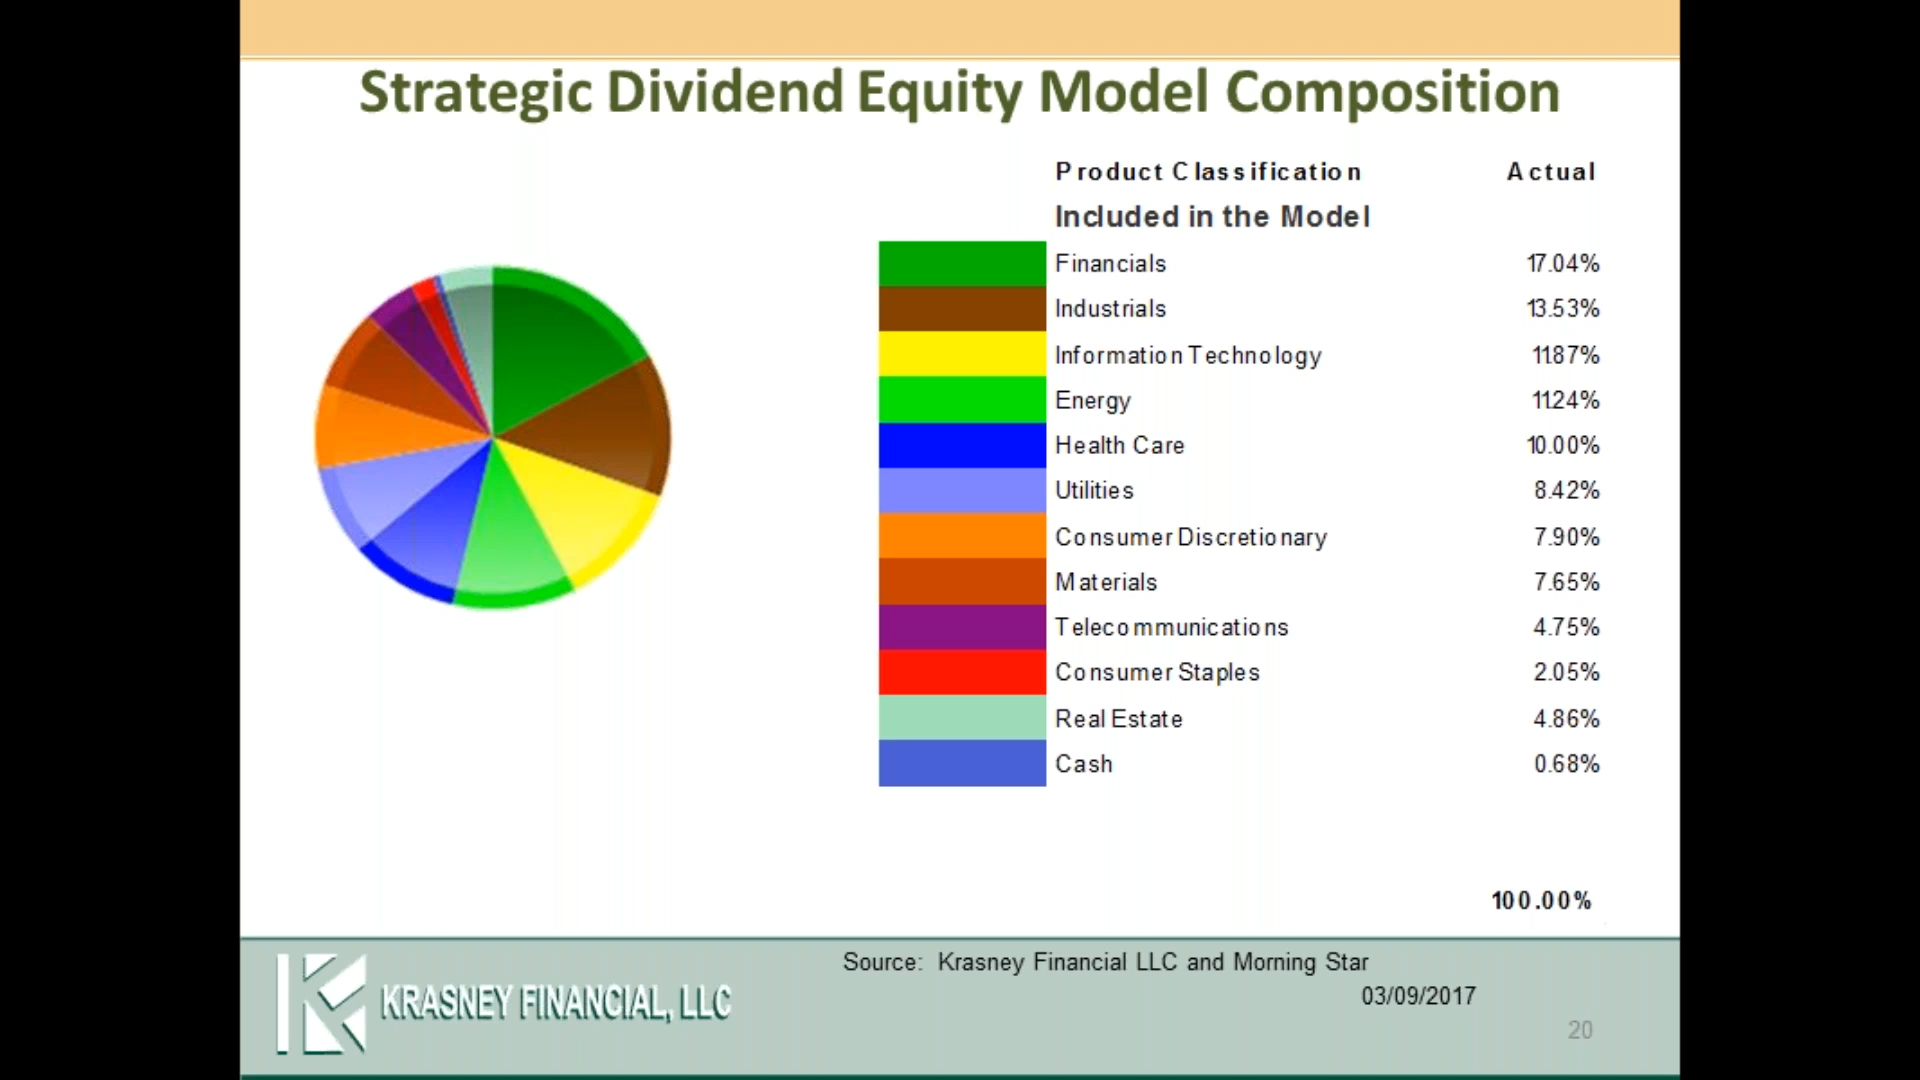 Strategic Dividend Equity Model Composition
Product Classification Actual
Included in the Model
Financials 17.04%
Industrials 13.53%
Information Technology 11.87%
Energy 11.24%
Health Care 10.00%
Utilities 8.42%
Consumer Discretionary 7.90%
Materials 7.65%
Telecommunications 4.75%
Consumer Staples 2.05%
Real Estate 4.86%
Cash 0.68%
100.00%
Source: Krasney Financial LLC and Morning Star
03/09/2017
KRASNEY FINANCIAL, LLC
20